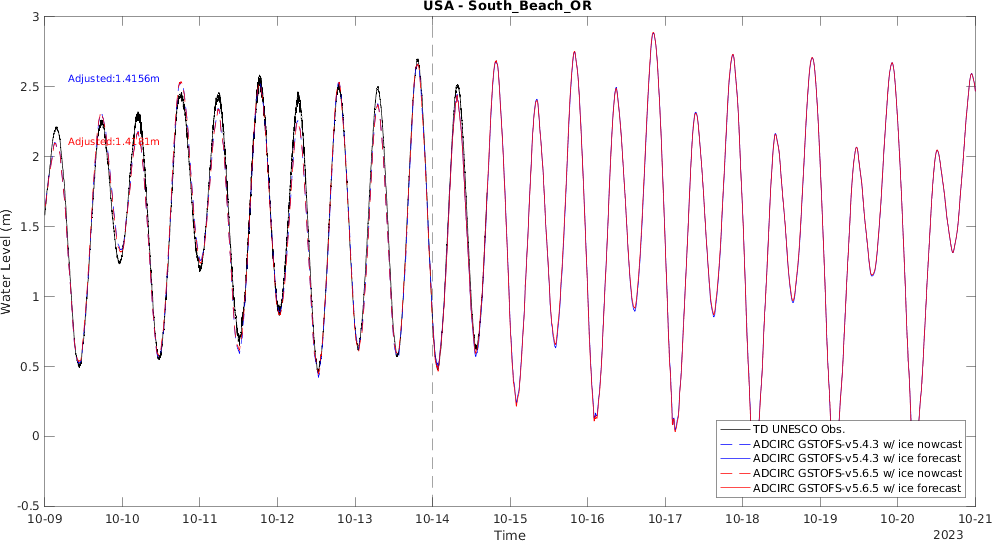 USA - South_Beach_OR
3
2.5
2
1.5
1
0.5
0
-0.5
Water Level (m)
Adjusted:1.4156m
10-09
10-10
10-11
10-12
10-13
10-14
10-15
10-16
10-17
10-18
10-19
10-20
10-21
Time
2023
TD UNESCO Obs.
ADCIRC GSTOFS-v5.4.3 w/ ice nowcast
ADCIRC GSTOFS-v5.4.3 w/ ice forecast
ADCIRC GSTOFS-v5.6.5 w/ ice nowcast
ADCIRC GSTOFS-v5.6.5 w/ ice forecast